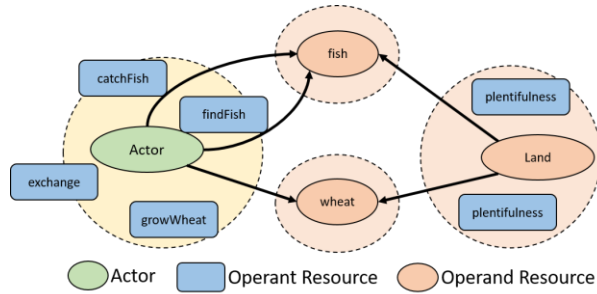 fish
catchFish
plentifulness
findFish
Actor
Land
exchange
wheat
growWheat
plentifulness
Actor
Operant Resource
Operand Resource